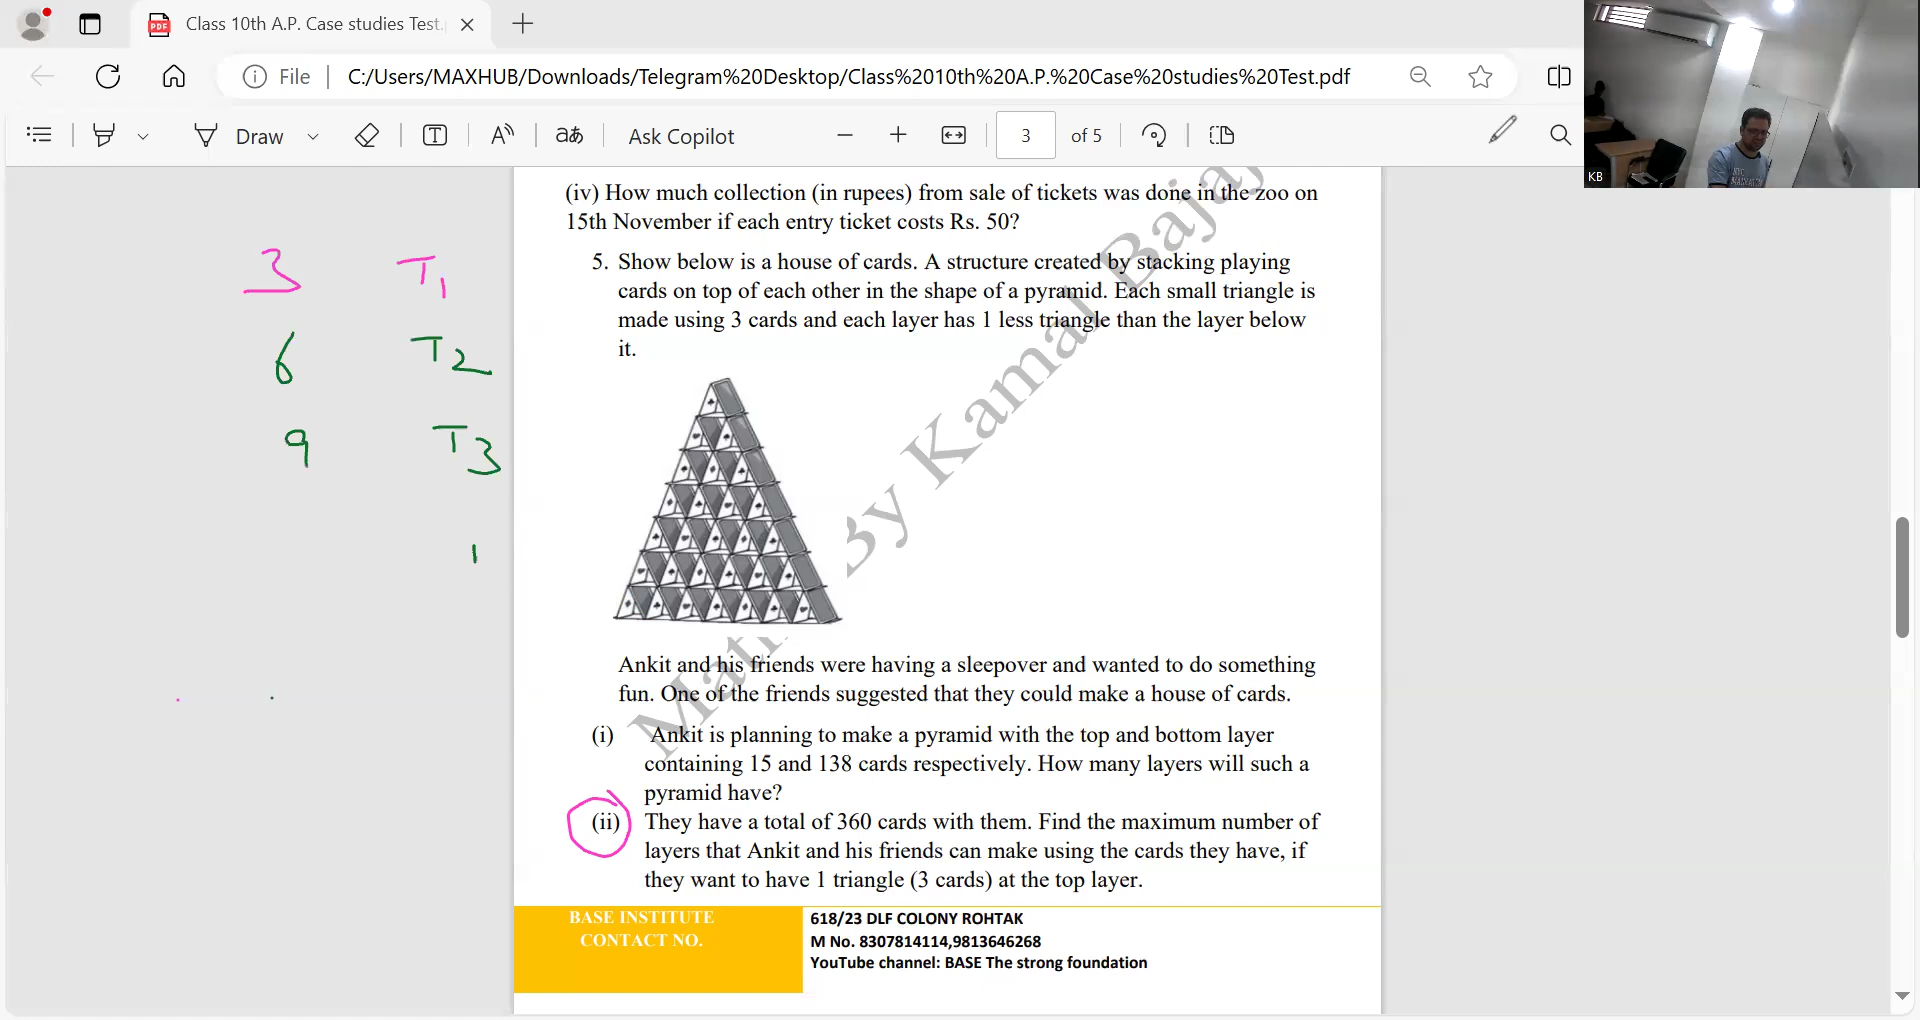 Class 10th A.P. Case studies Test.
File
C:/Users/MAXHUB/Downloads/Telegram%20Desktop/Class%2010th%20A.P.%20Case%20studies%20Test.pdf
Draw
Ask Copilot
3 of 5
KB
(iv) How much collection (in rupees) from sale of tickets was done in the zoo on
15th November if each entry ticket costs Rs. 50?
5. Show below is a house of cards. A structure created by stacking playing
cards on top of each other in the shape of a pyramid. Each small triangle is
made using 3 cards and each layer has 1 less triangle than the layer below
it.
3 T1
6 T2
9 T3
By Kamal Bajaj
Ankit and his friends were having a sleepover and wanted to do something
fun. One of the friends suggested that they could make a house of cards.
(i) Ankit is planning to make a pyramid with the top and bottom layer
containing 15 and 138 cards respectively. How many layers will such a
pyramid have?
(ii) They have a total of 360 cards with them. Find the maximum number of
layers that Ankit and his friends can make using the cards they have, if
they want to have 1 triangle (3 cards) at the top layer.
BASE INSTITUTE
CONTACT NO.
618/23 DLF COLONY ROHTAK
M No. 8307814114,9813646268
YouTube channel: BASE The strong foundation